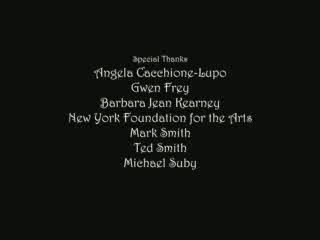 Special Thanks
Angela Cacchione-Lupo
Gwen Frey
Barbara Jean Kearney
New York Foundation for the Arts
Mark Smith
Ted Smith
Michael Suby